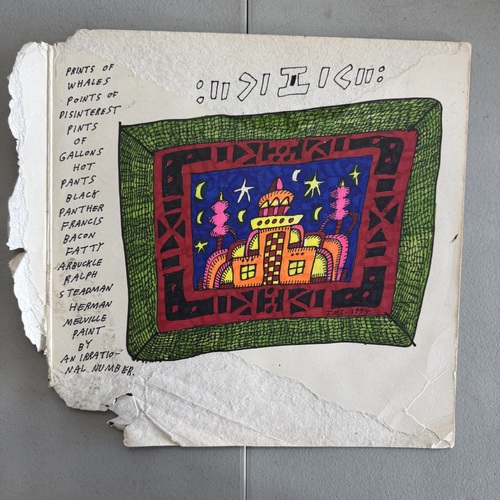 PRINTS OF
WHALES
POINTS OF
DISINTEREST
PINTS
OF
GALLONS
HOT
PANTS
BLACK
PANTHER
FRANCIS
BACON
FATTY
ARBUCKLE
RALPH
STEADMAN
HERMAN
MELVILLE
PAINT
BY
AN IRRATIO-
NAL NUMBER.